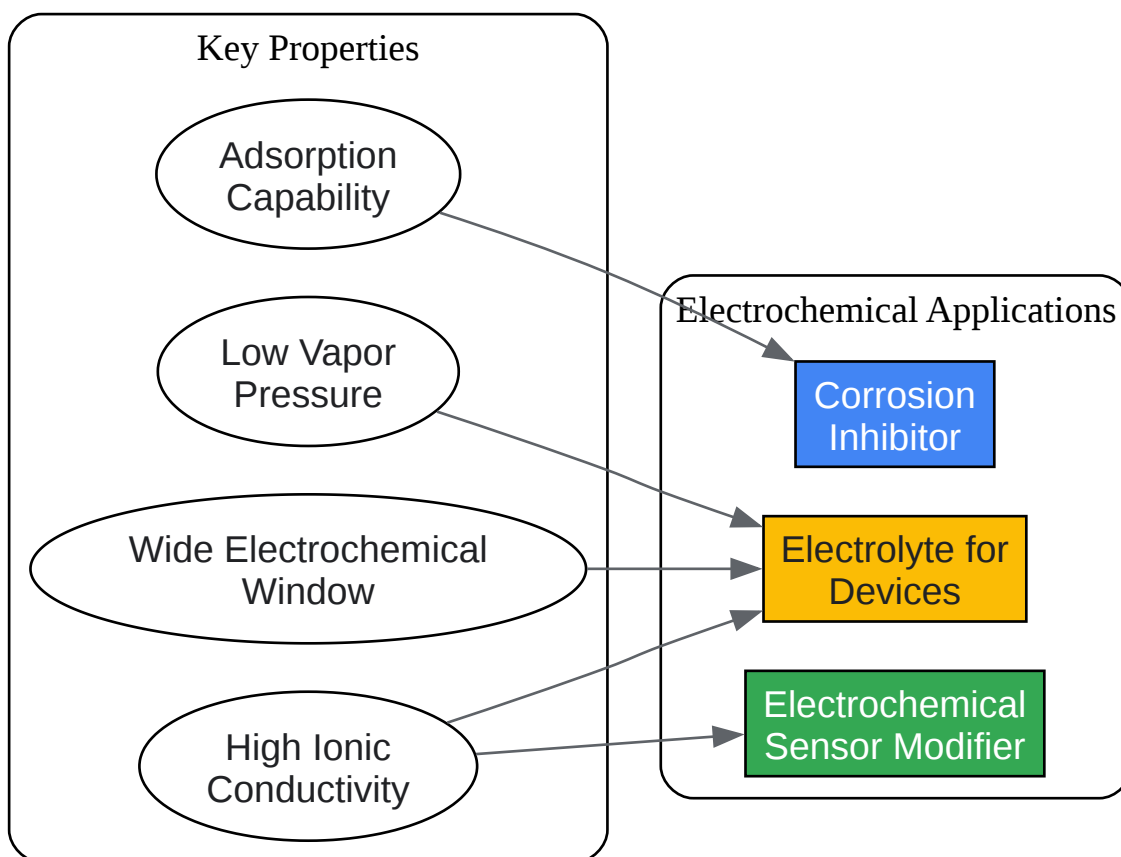 Key Properties
Adsorption
Capability
Low Vapor
Pressure
Wide Electrochemical
Window
High Ionic
Conductivity
Electrochemical Applications
Corrosion
Inhibitor
Electrolyte for
Devices
Electrochemical
Sensor Modifier